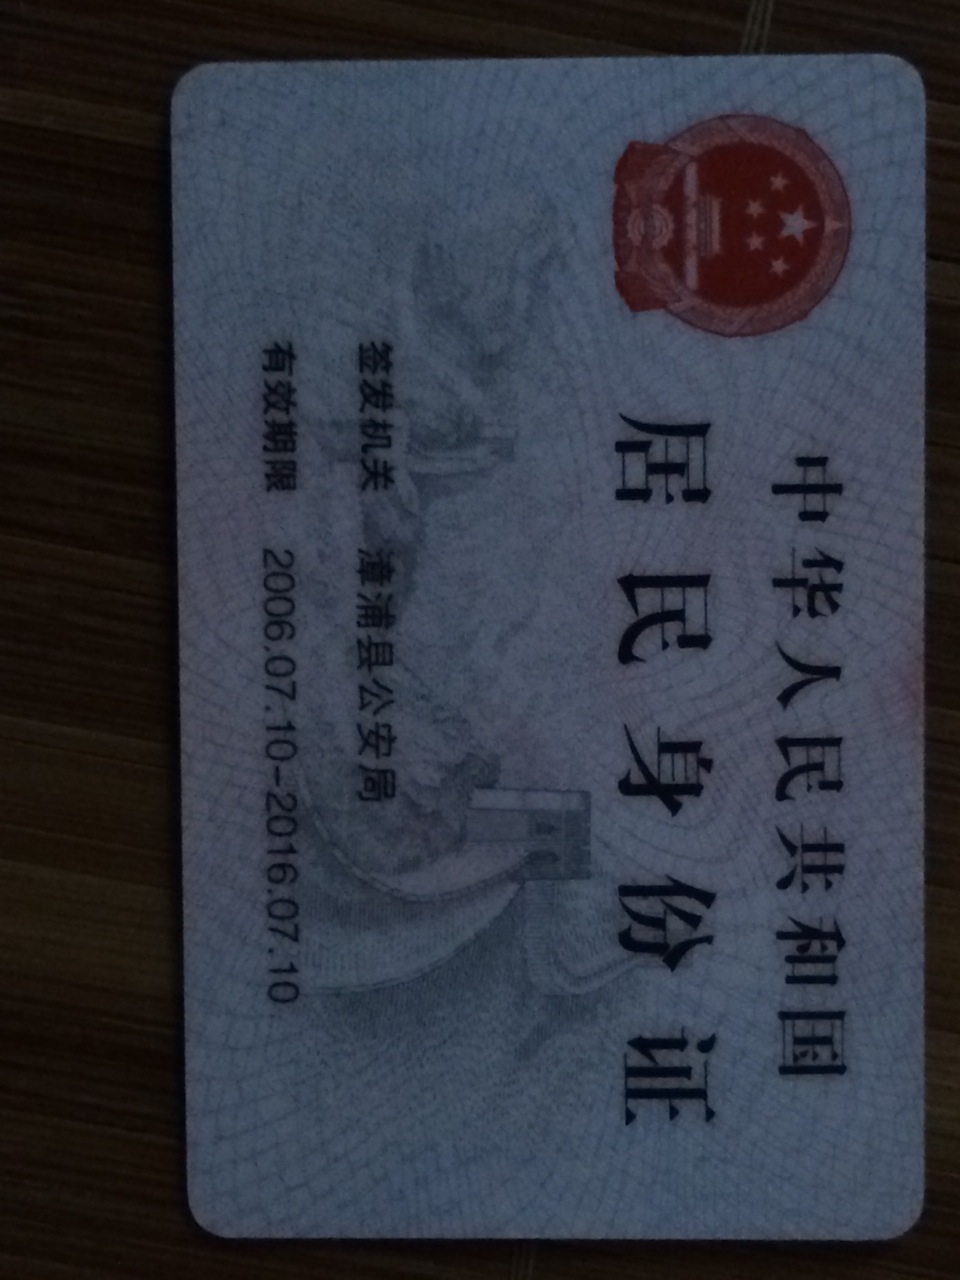 中华人民共和国
居民身份证
签发机关 漳浦县公安局
有效期限 2006.07.10-2016.07.10